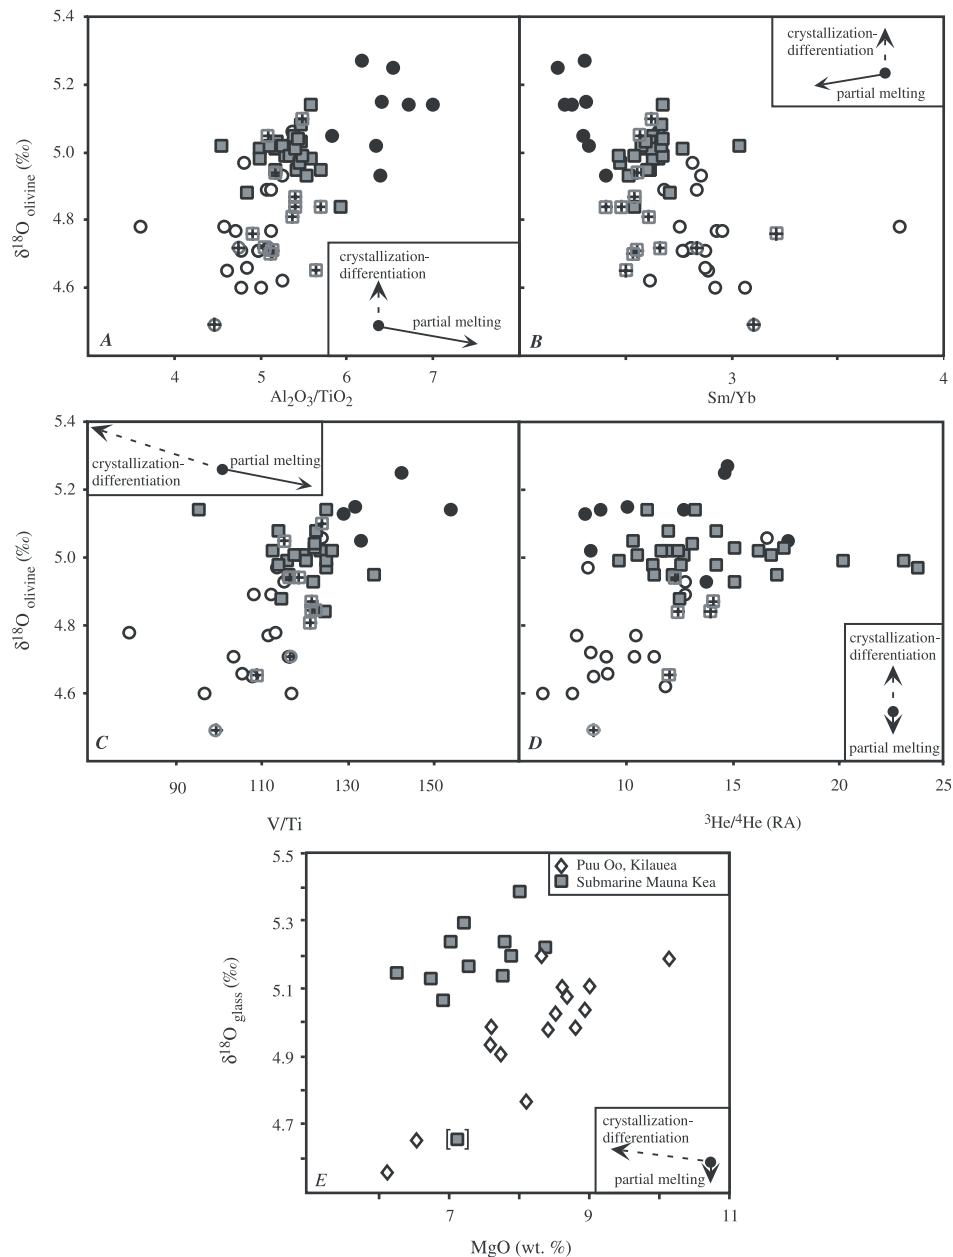 5.4
5.2
5.0
4.8
4.6
δ18O olivine (‰)
crystallization-
differentiation
partial melting
A
4
5
6
7
Al2O3/TiO2
crystallization-
differentiation
partial melting
B
3
4
Sm/Yb
5.4
5.2
5.0
4.8
4.6
δ18O olivine (‰)
crystallization-
differentiation
partial melting
C
90
110
130
150
V/Ti
crystallization-
differentiation
partial melting
D
10
15
20
25
3He/4He (RA)
5.5
5.3
5.1
4.9
4.7
δ18O glass (‰)
Puu Oo, Kilauea
Submarine Mauna Kea
crystallization-
differentiation
partial melting
E
7
9
11
MgO (wt. %)